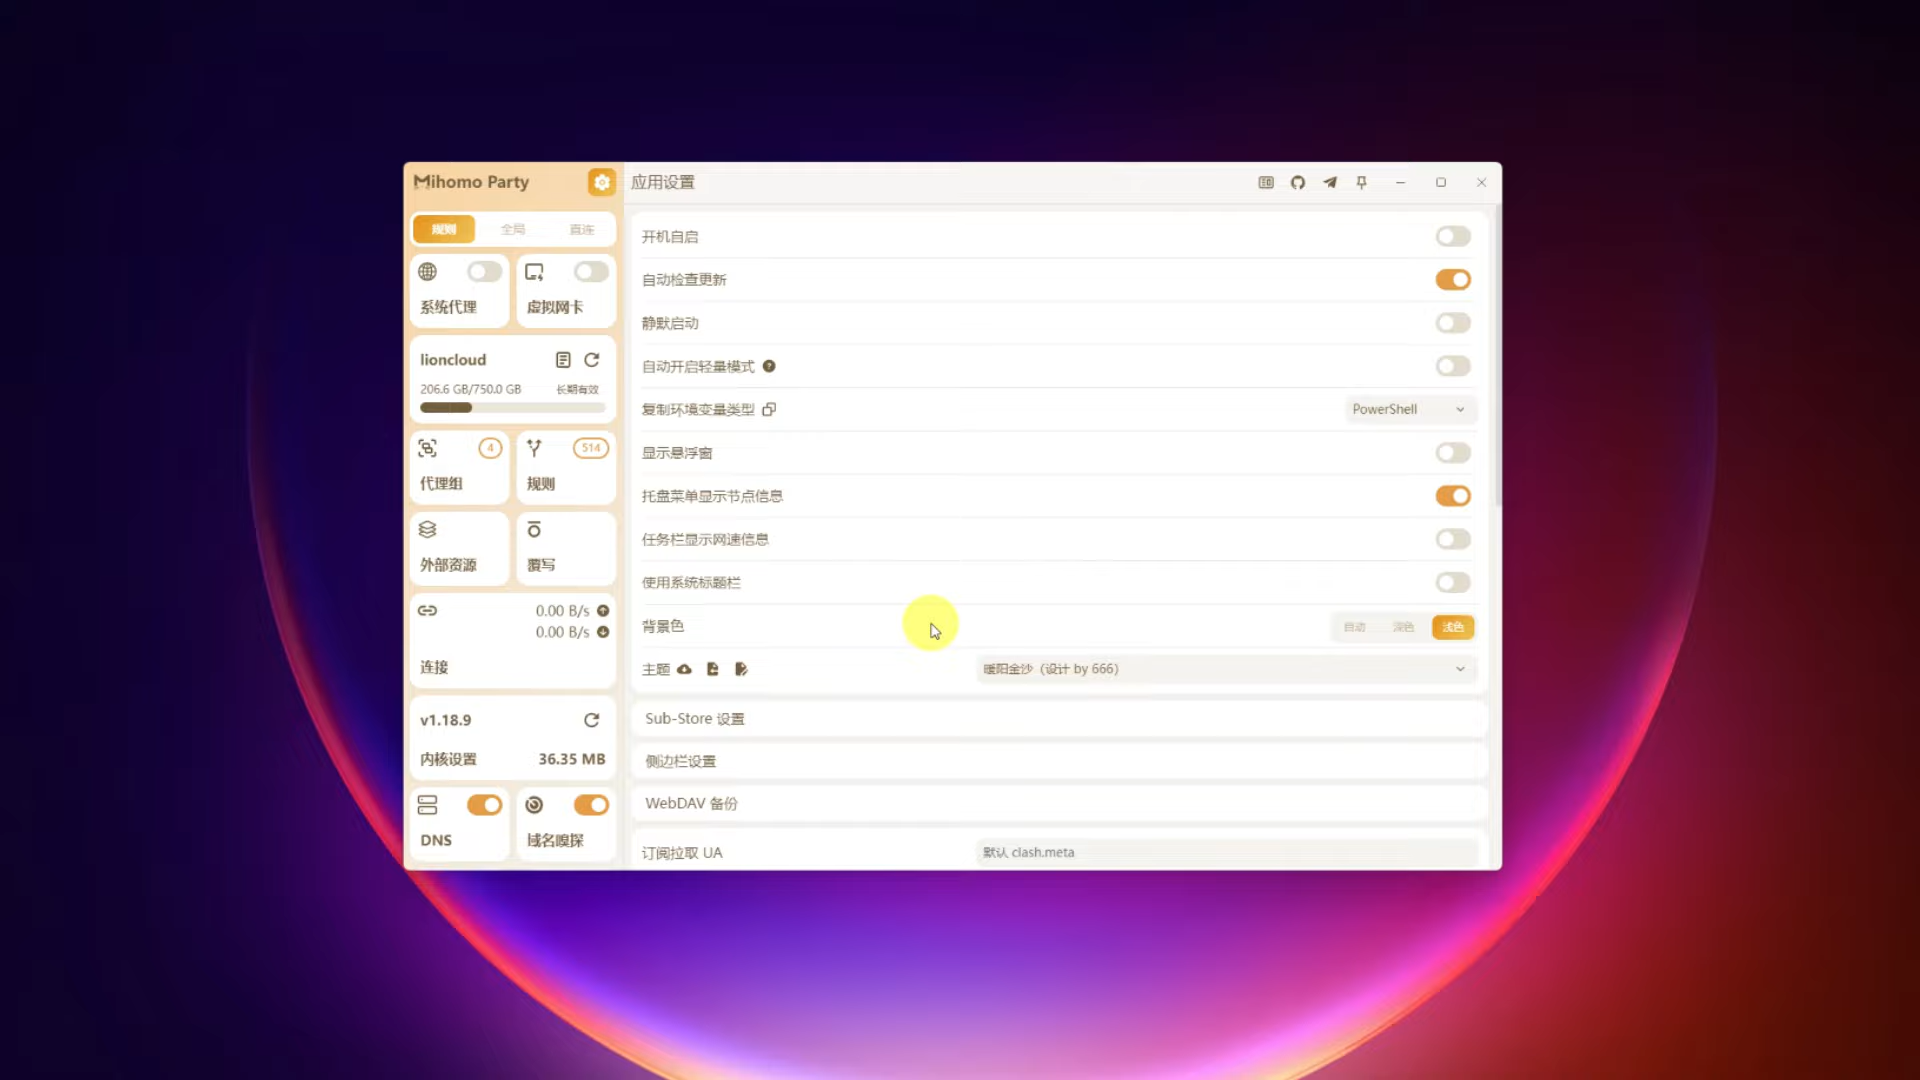 Mihomo Party
应用设置
规则 全局 直连
系统代理 虚拟网卡
lioncloud
206.6 GB/750.0 GB 长期有效
4 514
代理组 规则
外部资源 覆写
0.00 B/s
0.00 B/s
连接
v1.18.9
内核设置 36.35 MB
DNS 域名嗅探
开机自启
自动检查更新
静默启动
自动开启轻量模式
复制环境变量类型 PowerShell
显示悬浮窗
托盘菜单显示节点信息
任务栏显示网速信息
使用系统标题栏
背景色 自动 深色 浅色
主题 暖阳金沙（设计 by 666）
Sub-Store 设置
侧边栏设置
WebDAV 备份
订阅拉取 UA 默认 clash.meta